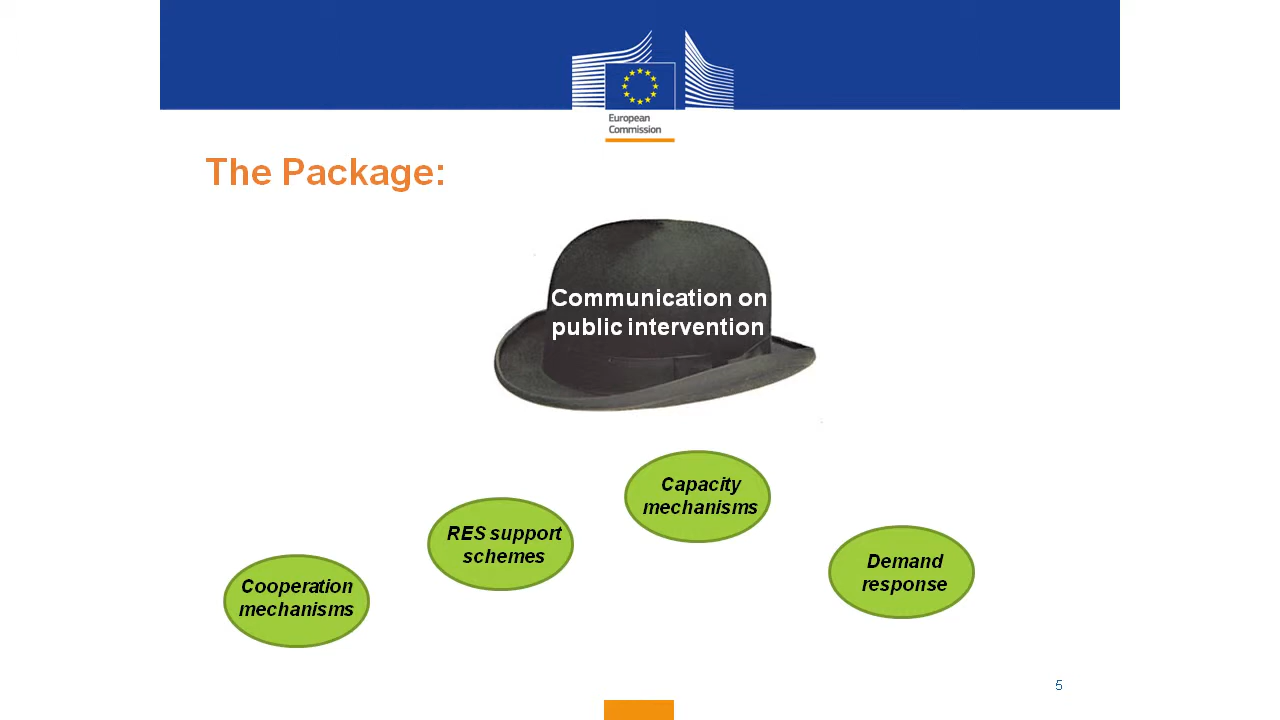 European
Commission
The Package:
Communication on
public intervention
Capacity
mechanisms
RES support
schemes
Demand
response
Cooperation
mechanisms
5